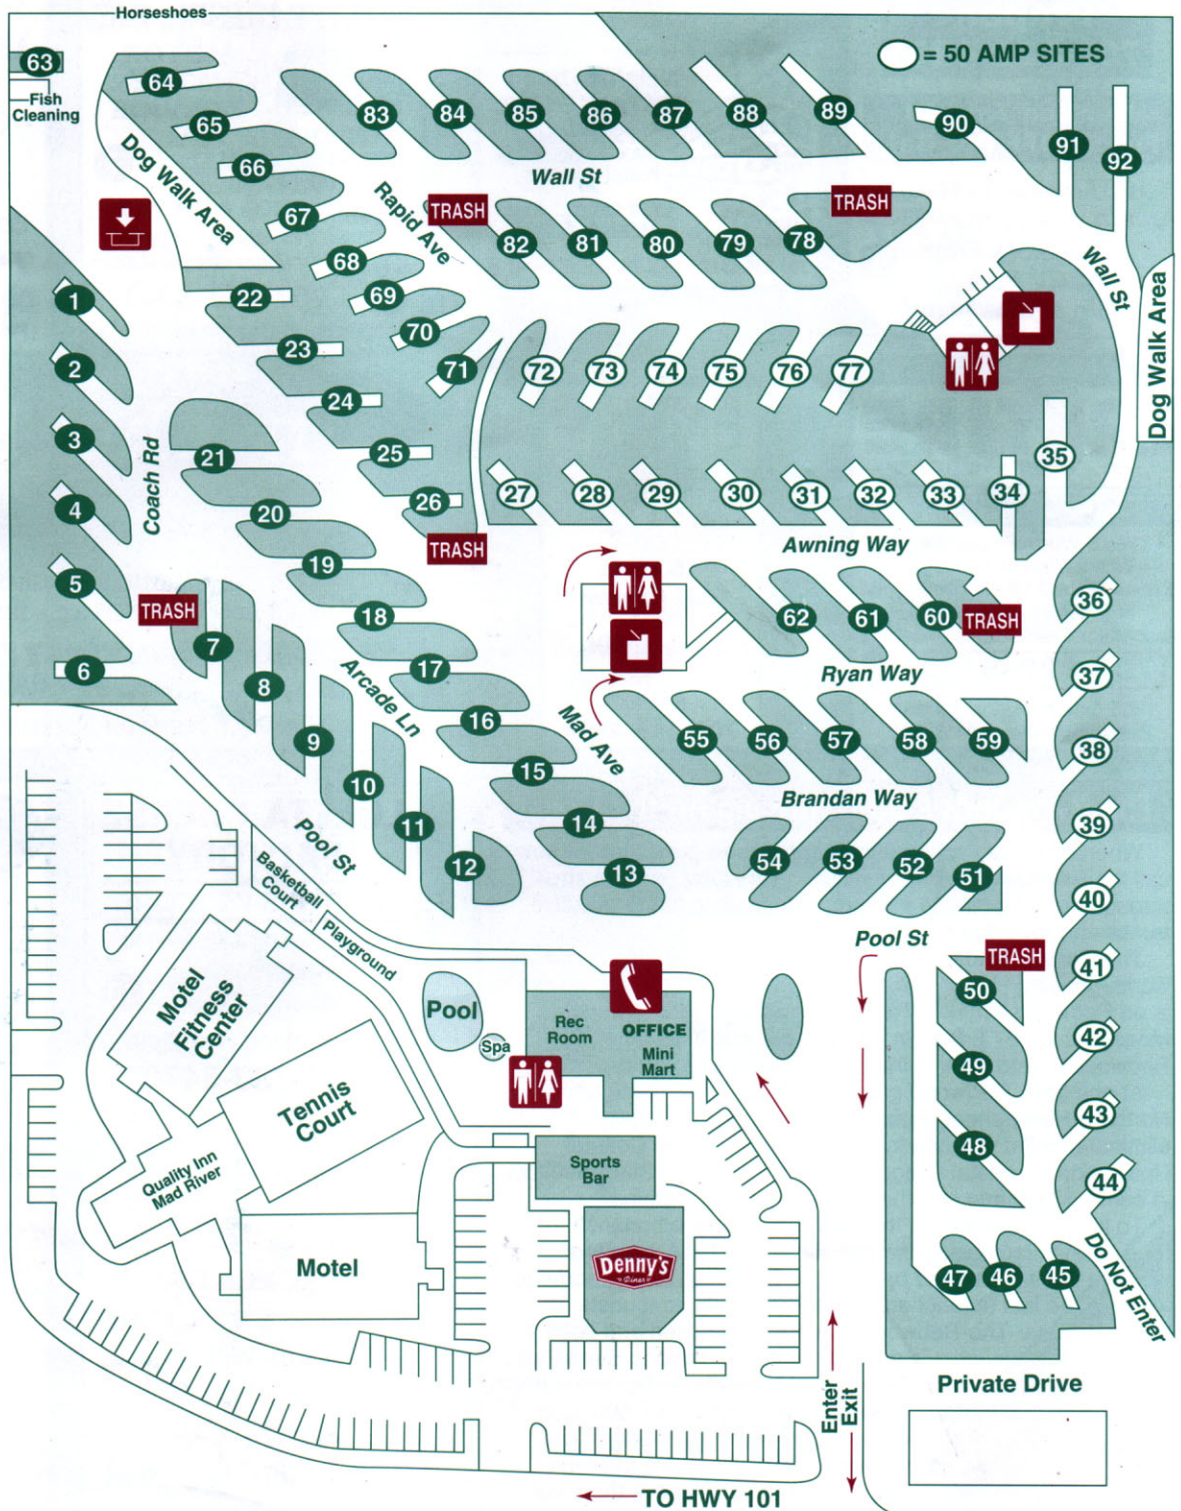 Horseshoes
= 50 AMP SITES
63
64
83
84
85
86
87
88
89
90
91
92
Fish
Cleaning
65
66
Dog Walk Area
Wall St
67
Rapid Ave
TRASH
TRASH
68
82
81
80
79
78
69
22
1
70
Wall St
Dog Walk Area
23
71
72
73
74
75
76
77
2
24
3
Coach Rd
21
25
35
4
20
26
27
28
29
30
31
32
33
34
TRASH
Awning Way
19
5
TRASH
36
18
62
61
60
TRASH
7
6
Arcade Ln
17
Ryan Way
37
8
16
Mad Ave
9
55
56
57
58
59
38
15
10
Brandan Way
14
39
11
Pool St
12
13
54
53
52
51
Basketball
Court
40
Playground
Pool St
TRASH
41
50
Motel
Fitness
Center
Pool
Spa
Rec
Room
OFFICE
Mini
Mart
42
49
Tennis
Court
43
48
Quality Inn
Mad River
Sports
Bar
44
Motel
Denny's
Diner
47
46
45
Do Not Enter
Private Drive
Enter
Exit
TO HWY 101